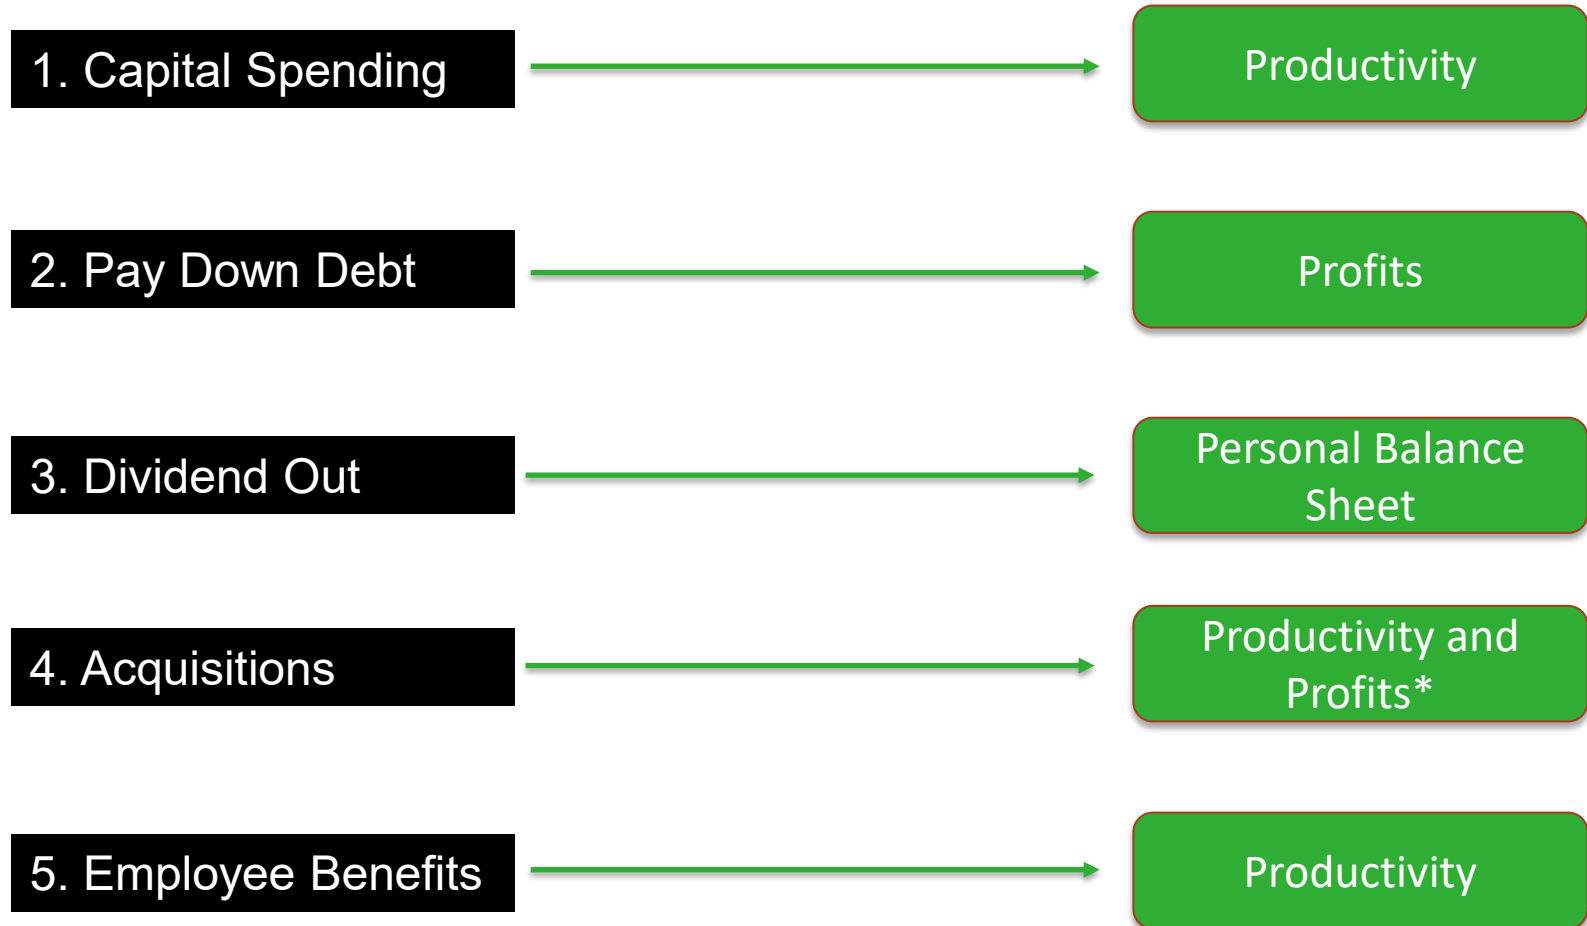 1. Capital Spending
Productivity
2. Pay Down Debt
Profits
3. Dividend Out
Personal Balance
Sheet
4. Acquisitions
Productivity and
Profits*
5. Employee Benefits
Productivity